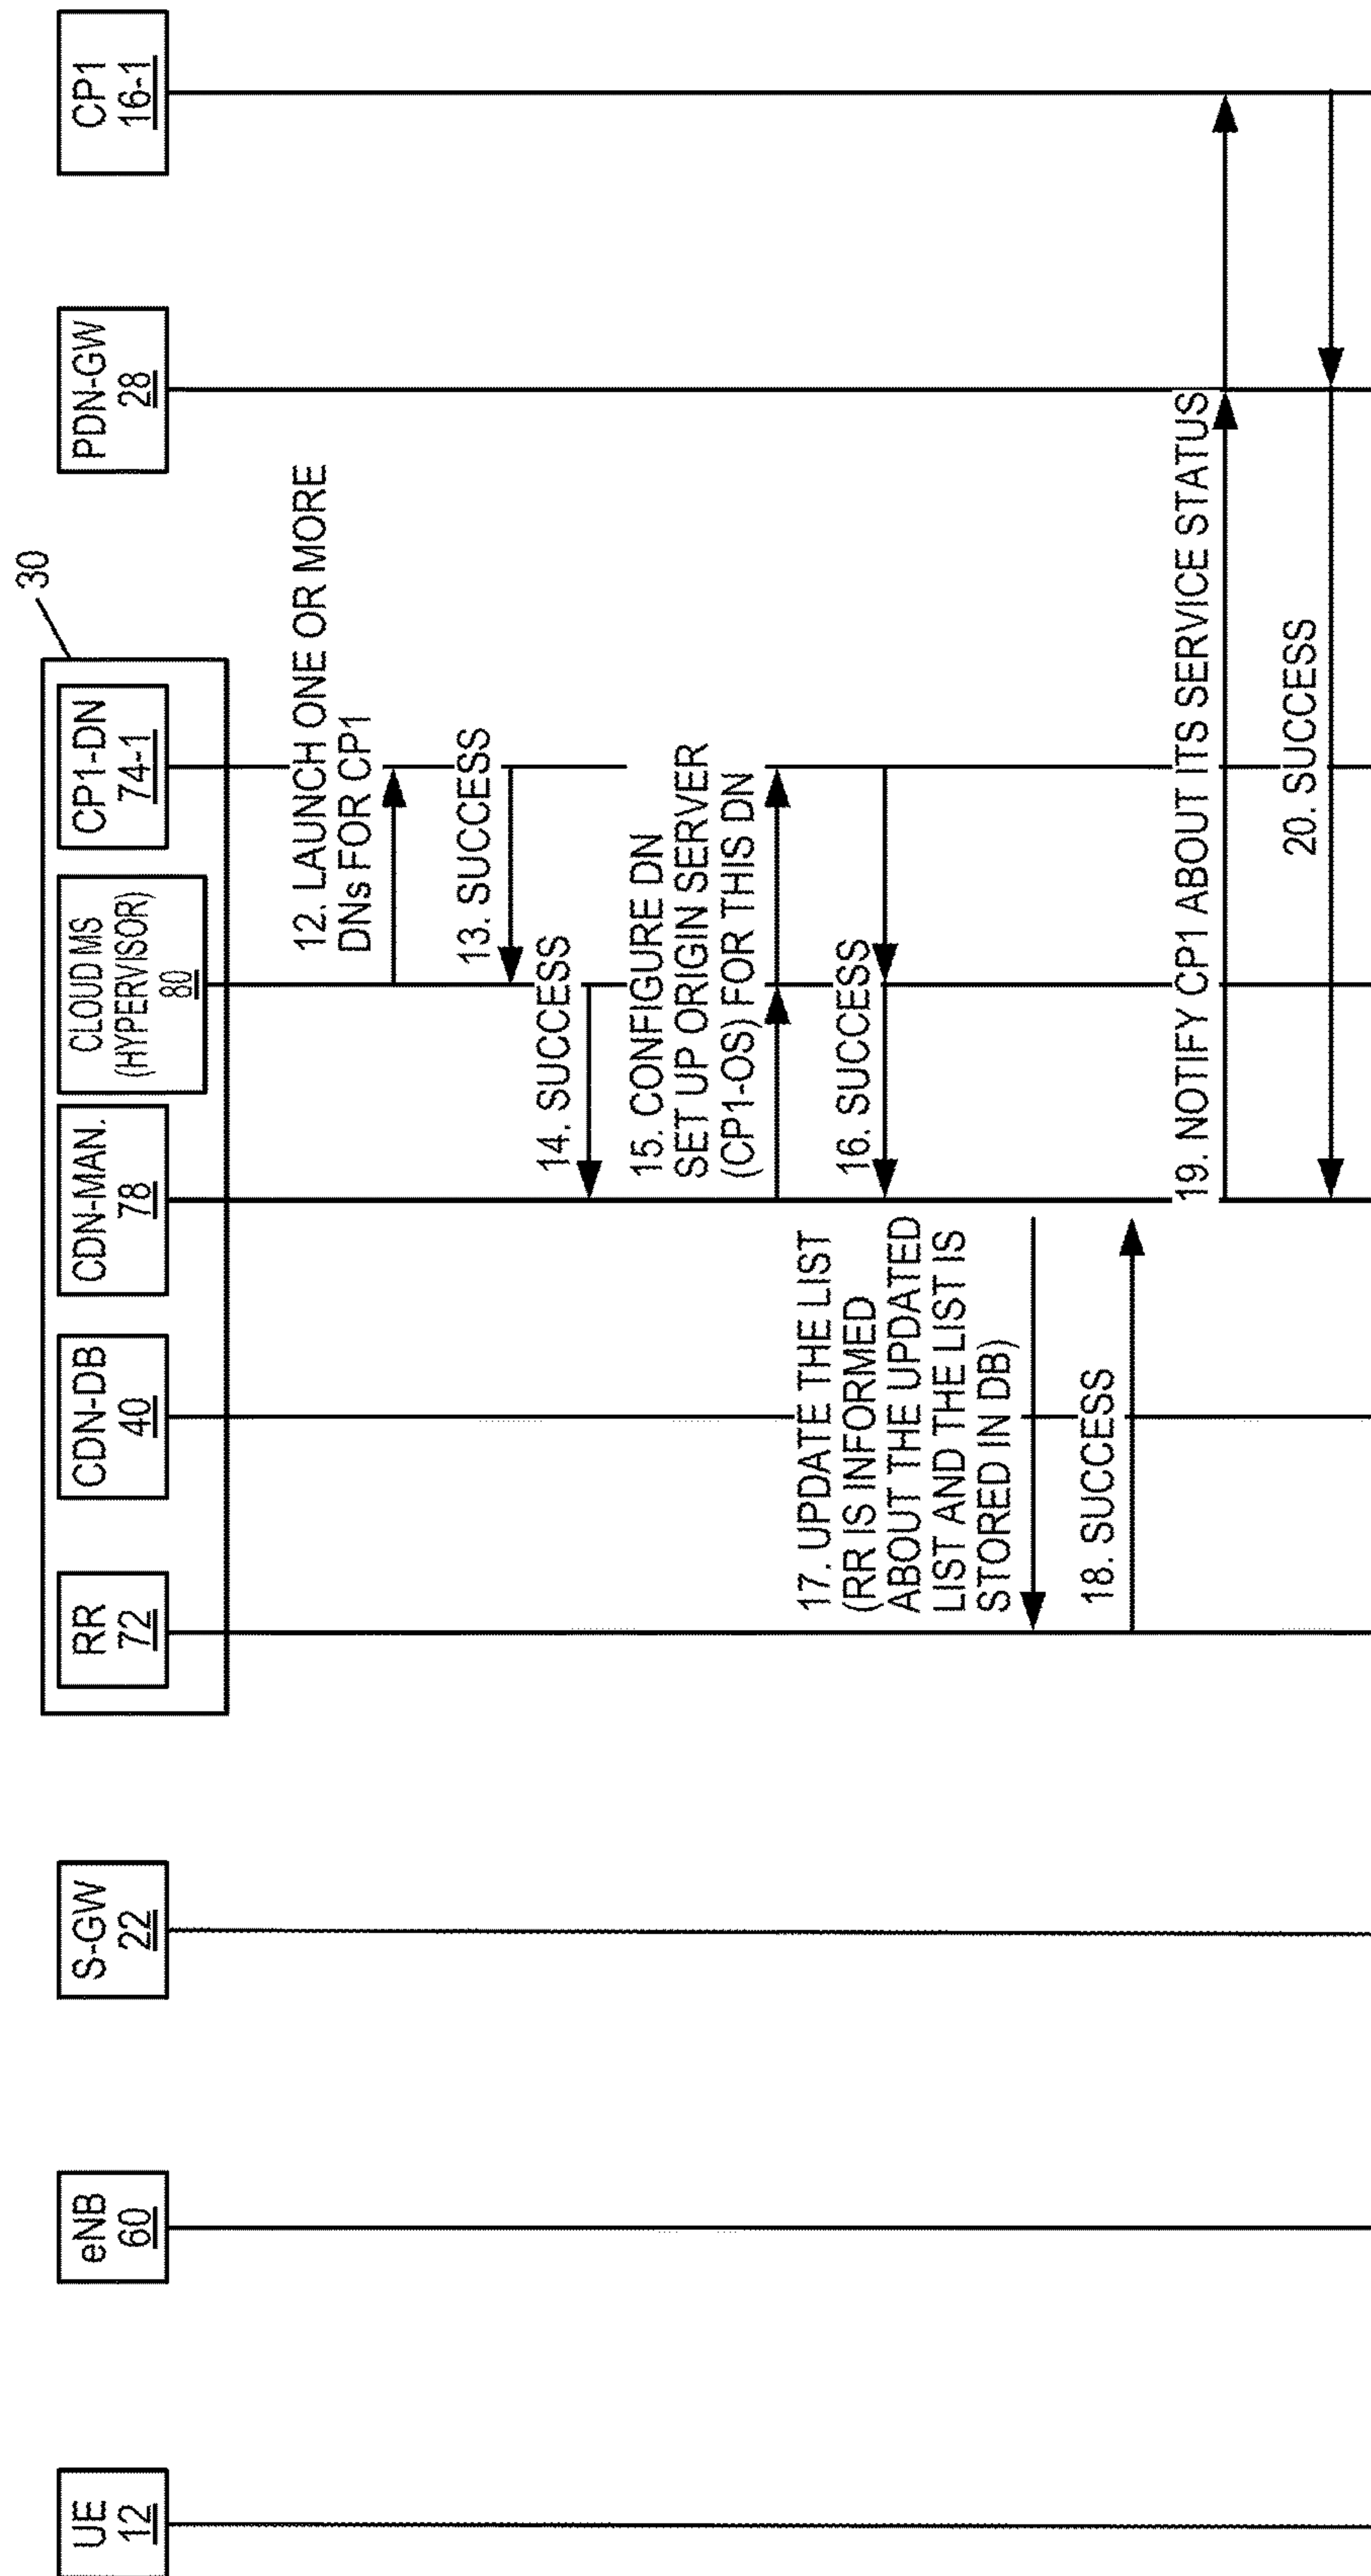 30
UE
12
eNB
60
S-GW
22
RR
72
CDN-DB
40
CDN-MAN.
78
CLOUD MS
(HYPERVISOR)
80
CP1-DN
74-1
PDN-GW
28
CP1
16-1
12. LAUNCH ONE OR MORE
DNs FOR CP1
13. SUCCESS
14. SUCCESS
15. CONFIGURE DN
SET UP ORIGIN SERVER
(CP1-OS) FOR THIS DN
16. SUCCESS
17. UPDATE THE LIST
(RR IS INFORMED
ABOUT THE UPDATED
LIST AND THE LIST IS
STORED IN DB)
18. SUCCESS
19. NOTIFY CP1 ABOUT ITS SERVICE STATUS
20. SUCCESS